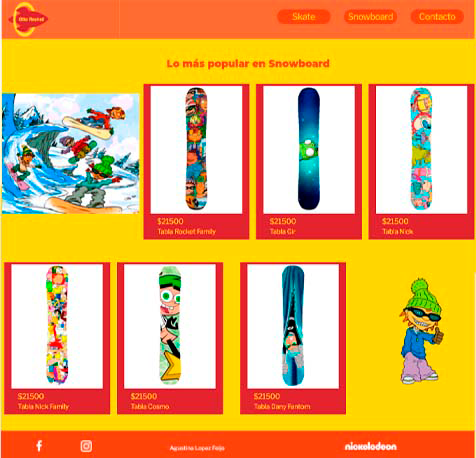 Otto Rocket
Skate
Snowboard
Contacto
Lo más popular en Snowboard
$21500
Tabla Rocket Family
$21500
Tabla Gir
$21500
Tabla Nick
$21500
Tabla Nick Family
$21500
Tabla Cosmo
$21500
Tabla Dany Fantom
Agustina Lopez Feijo
nickelodeon